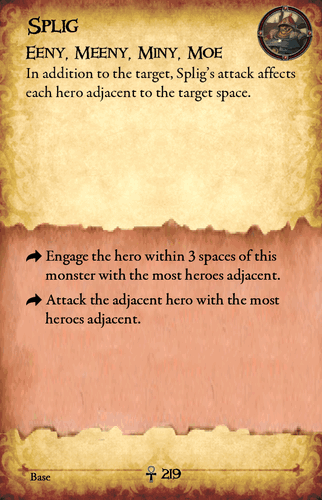 Splig
Eeny, Meeny, Miny, Moe
In addition to the target, Splig's attack affects
each hero adjacent to the target space.
Engage the hero within 3 spaces of this
monster with the most heroes adjacent.
Attack the adjacent hero with the most
heroes adjacent.
Base
219